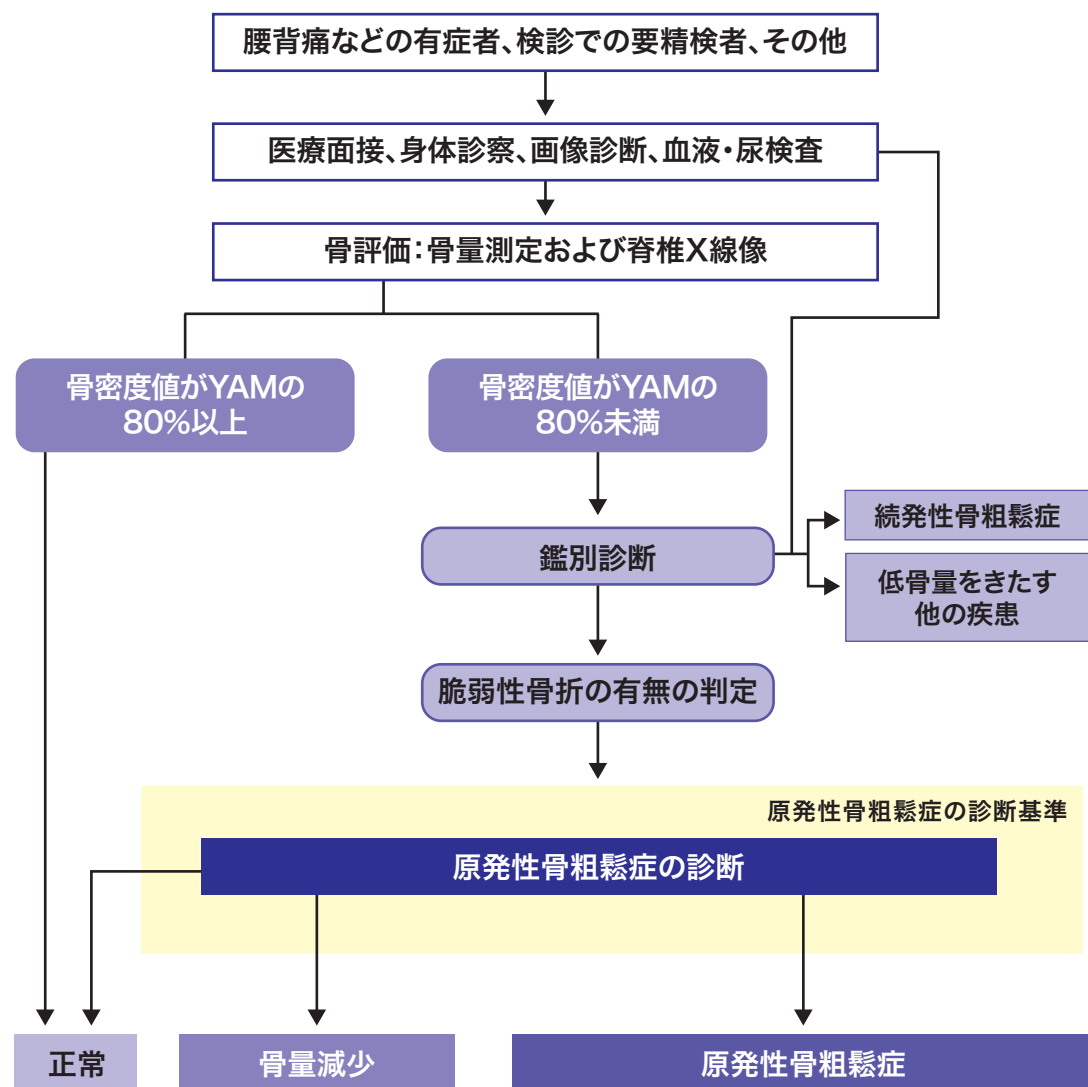 腰背痛などの有症者、検診での要精検者、その他
医療面接、身体診察、画像診断、血液・尿検査
骨評価：骨量測定および脊椎X線像
骨密度値がYAMの
80%以上
骨密度値がYAMの
80%未満
鑑別診断
続発性骨粗鬆症
低骨量をきたす
他の疾患
脆弱性骨折の有無の判定
原発性骨粗鬆症の診断基準
原発性骨粗鬆症の診断
正常
骨量減少
原発性骨粗鬆症